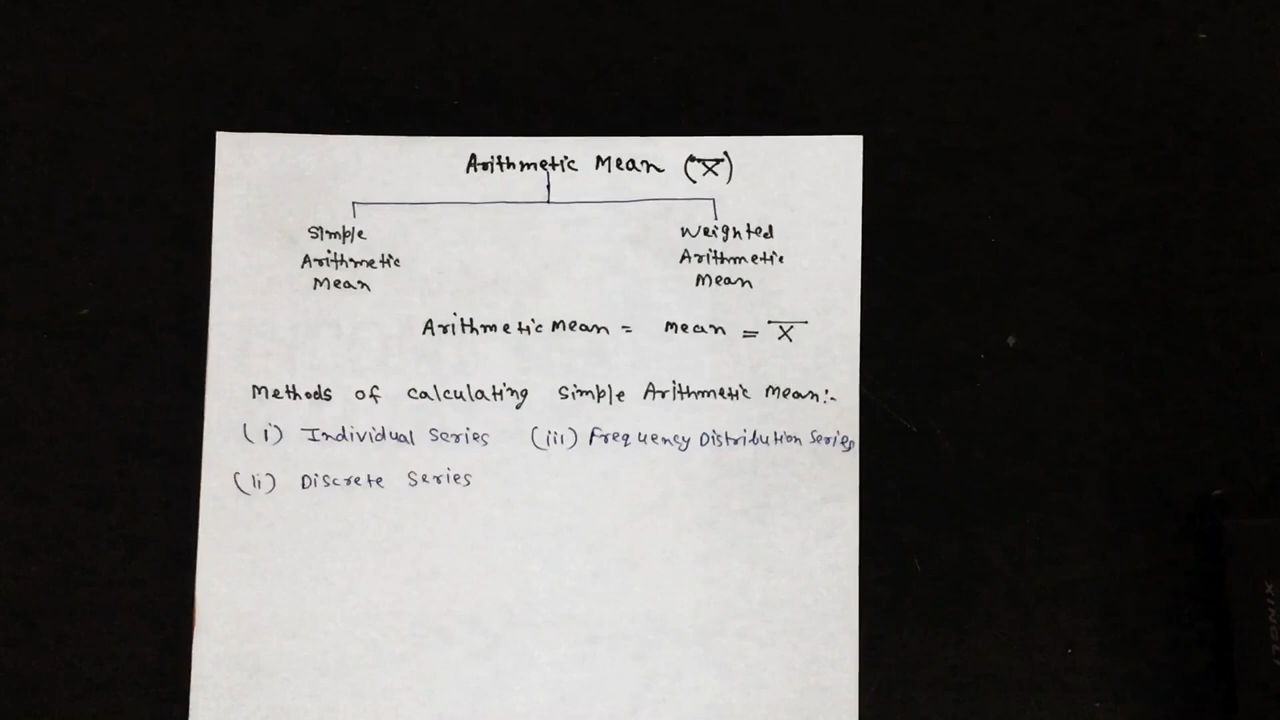 Arithmetic Mean (X̅)
Simple
Arithmetic
Mean
Weighted
Arithmetic
Mean
Arithmetic Mean = Mean = X̅
Methods of calculating Simple Arithmetic Mean:-
(i) Individual Series (iii) Frequency Distribution Series
(ii) Discrete Series